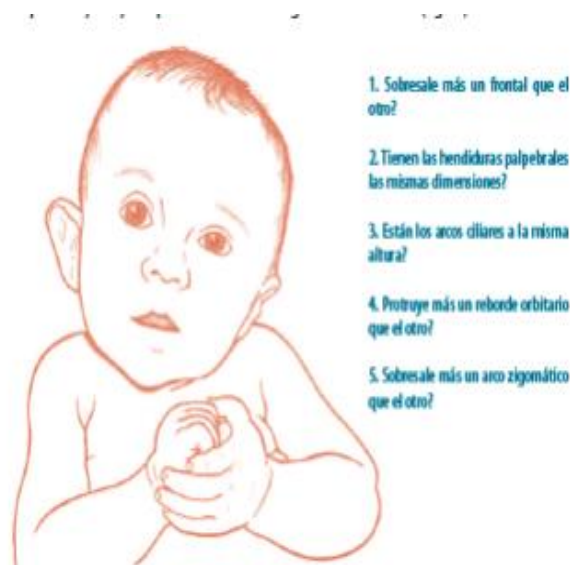 1. Sobresale más un frontal que el
otro?
2. Tienen las hendiduras palpebrales
las mismas dimensiones?
3. Están los arcos ciliares a la misma
altura?
4. Protruye más un reborde orbitario
que el otro?
5. Sobresale más un arco zigomático
que el otro?